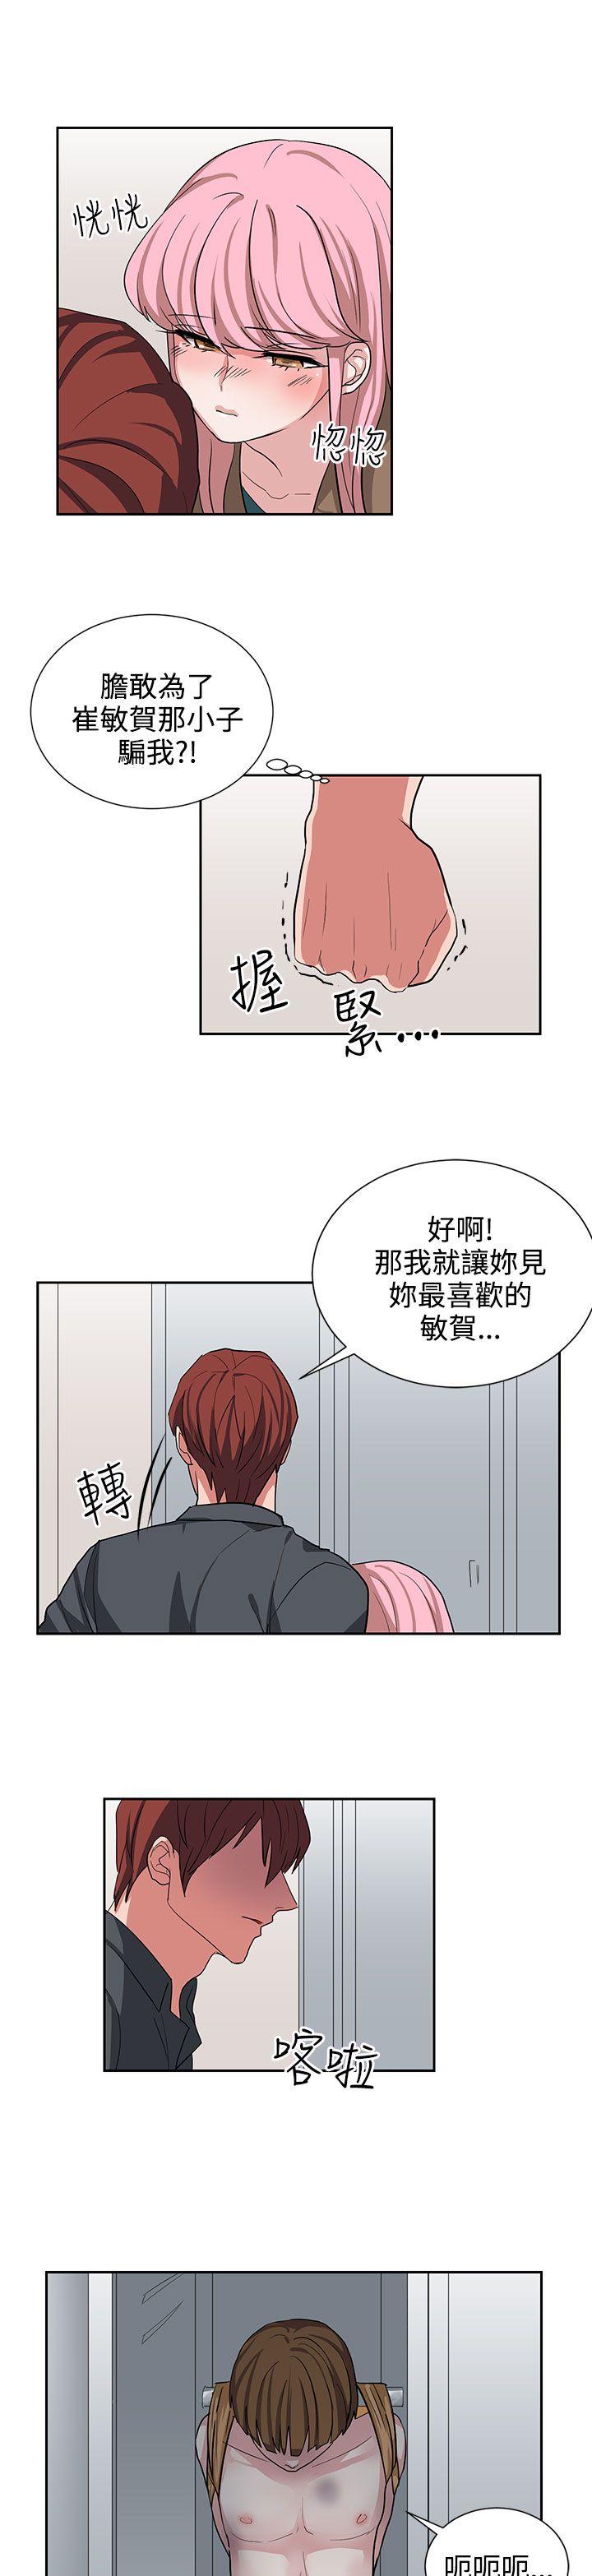 恍恍
惚惚
膽敢為了
崔敏賀那小子
騙我?!
握
緊...
好啊!
那我就讓妳見
妳最喜歡的
敏賀...
轉
喀啦
呃呃呃...